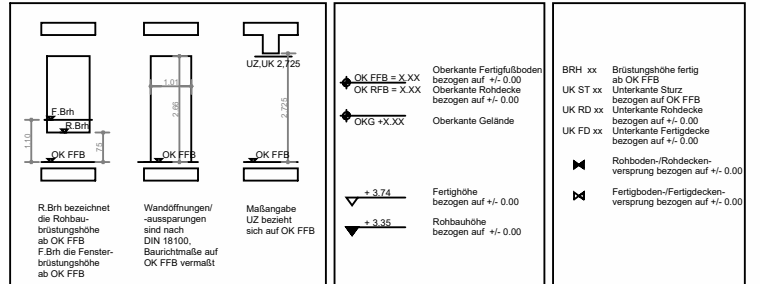 UZ,UK 2,725
1.01
2.66
2.725
F.Brh
R.Brh
1.10
75
OK FFB
OK FFB
OK FFB
R.Brh bezeichnet
die Rohbau-
brüstungshöhe
ab OK FFB
F.Brh die Fenster-
brüstungshöhe
ab OK FFB
Wandöffnungen/
-aussparungen
sind nach
DIN 18100,
Baurichtmaße auf
OK FFB vermaßt
Maßangabe
UZ bezieht
sich auf OK FFB
OK FFB = X.XX
OK RFB = X.XX
Oberkante Fertigfußboden
bezogen auf +/- 0.00
Oberkante Rohdecke
bezogen auf +/- 0.00
OKG +X.XX
Oberkante Gelände
+ 3.74
Fertighöhe
bezogen auf +/- 0.00
+ 3.35
Rohbauhöhe
bezogen auf +/- 0.00
BRH xx Brüstungshöhe fertig
ab OK FFB
UK ST xx Unterkante Sturz
bezogen auf OK FFB
UK RD xx Unterkante Rohdecke
bezogen auf +/- 0.00
UK FD xx Unterkante Fertigdecke
bezogen auf +/- 0.00
Rohboden-/Rohdecken-
versprung bezogen auf +/- 0.00
Fertigboden-/Fertigdecken-
versprung bezogen auf +/- 0.00